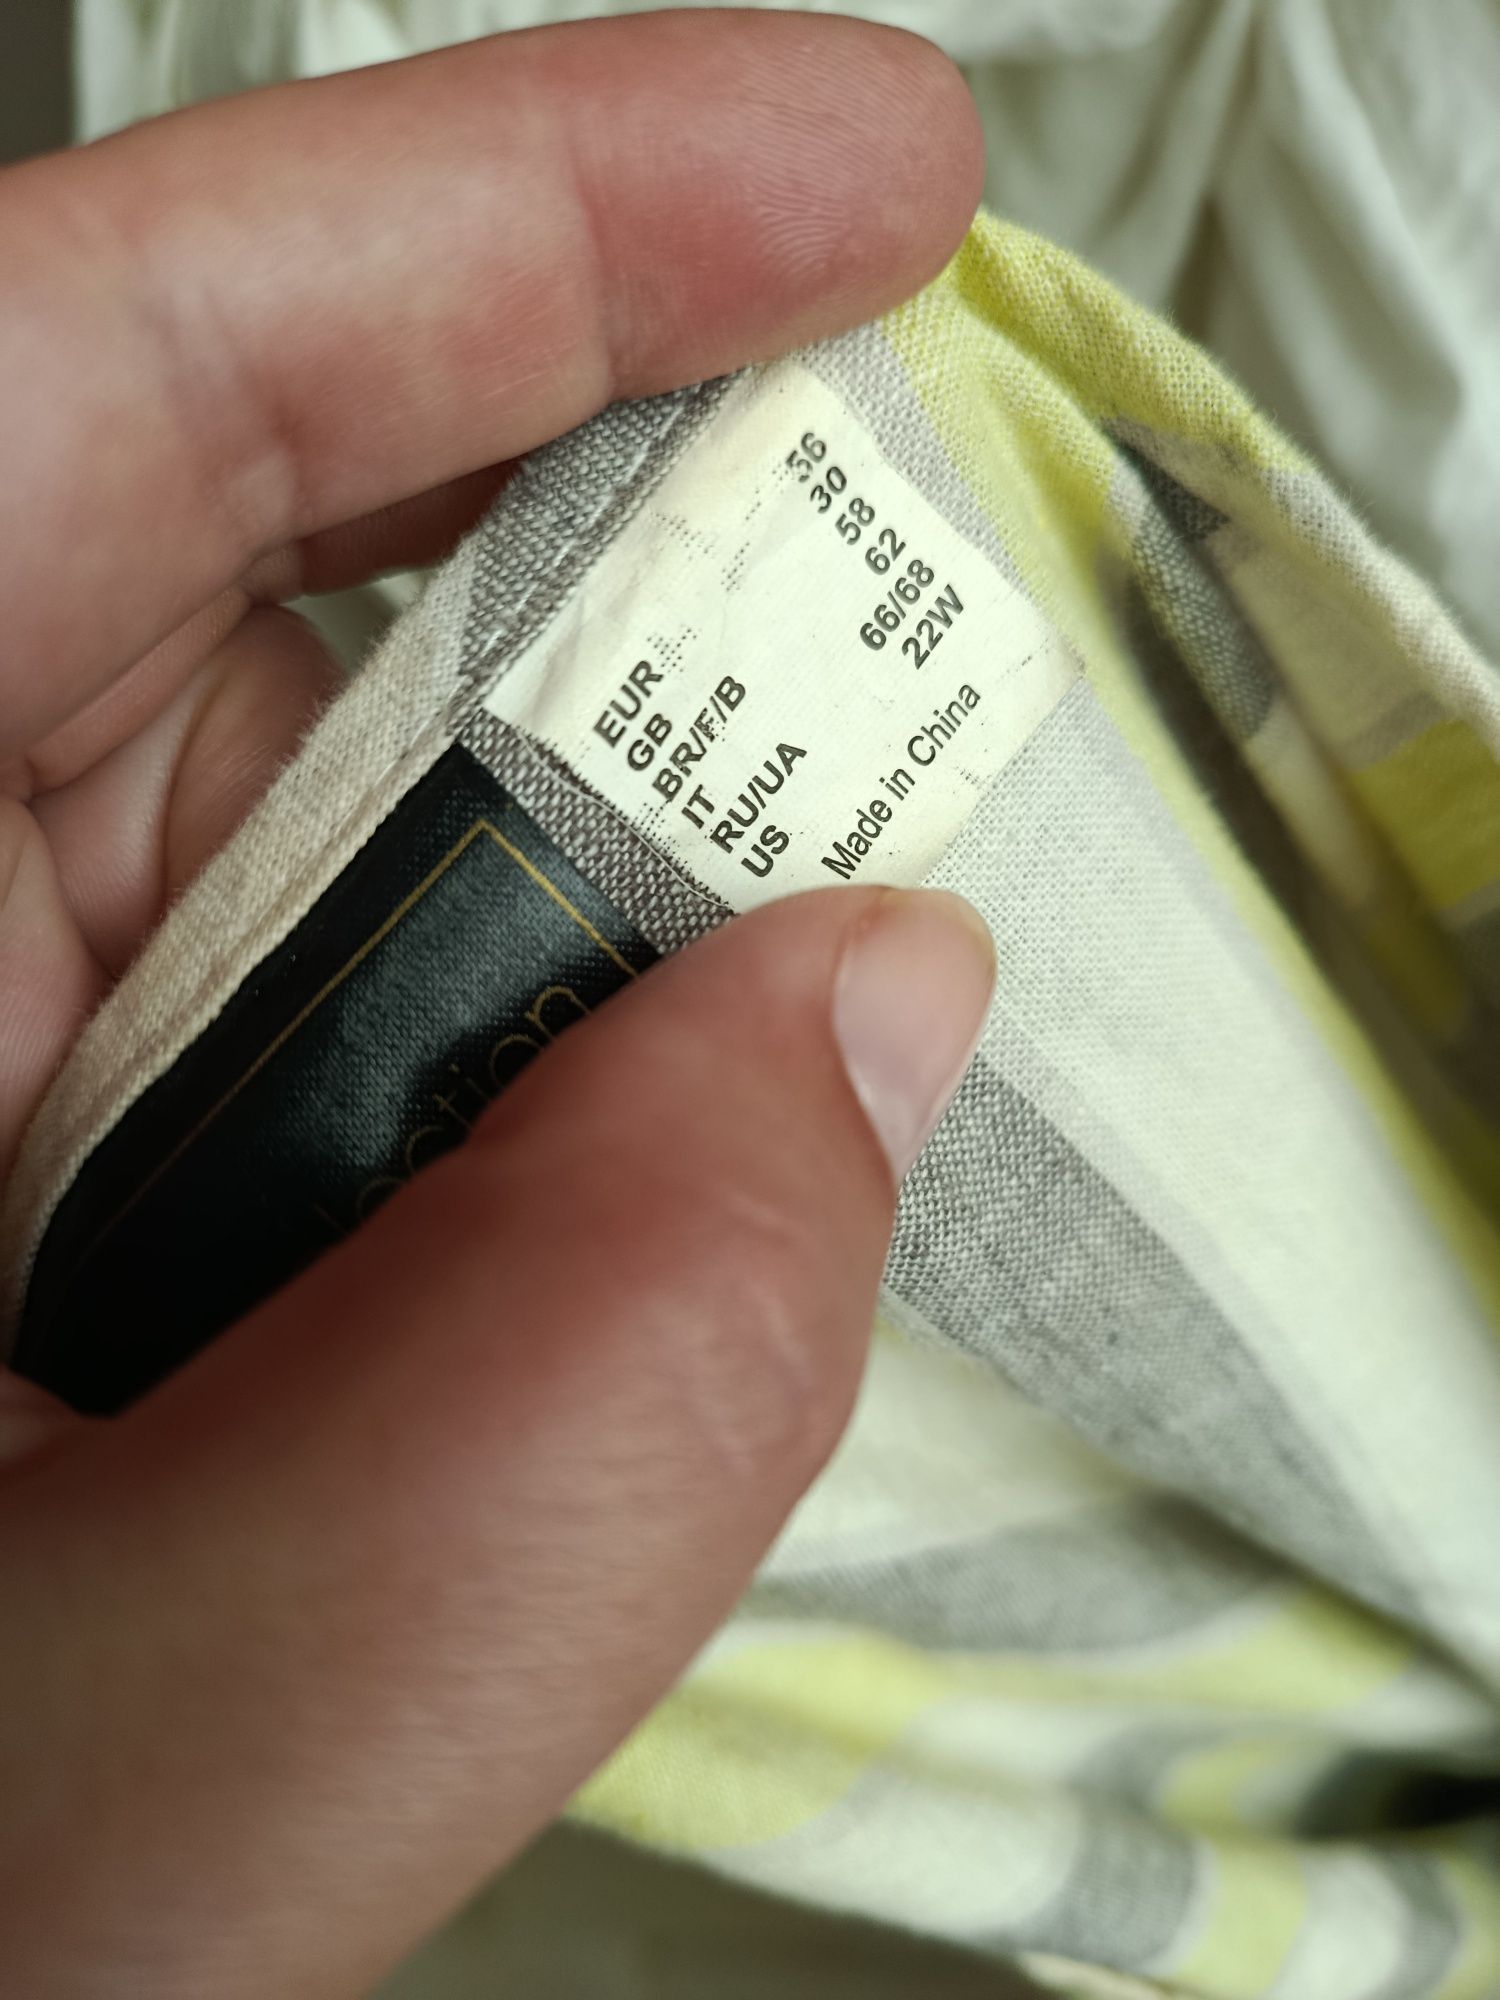 EUR 56
GB 30
BR/F/B 58
IT 62
RU/UA 66/68
US 22W
Made in China